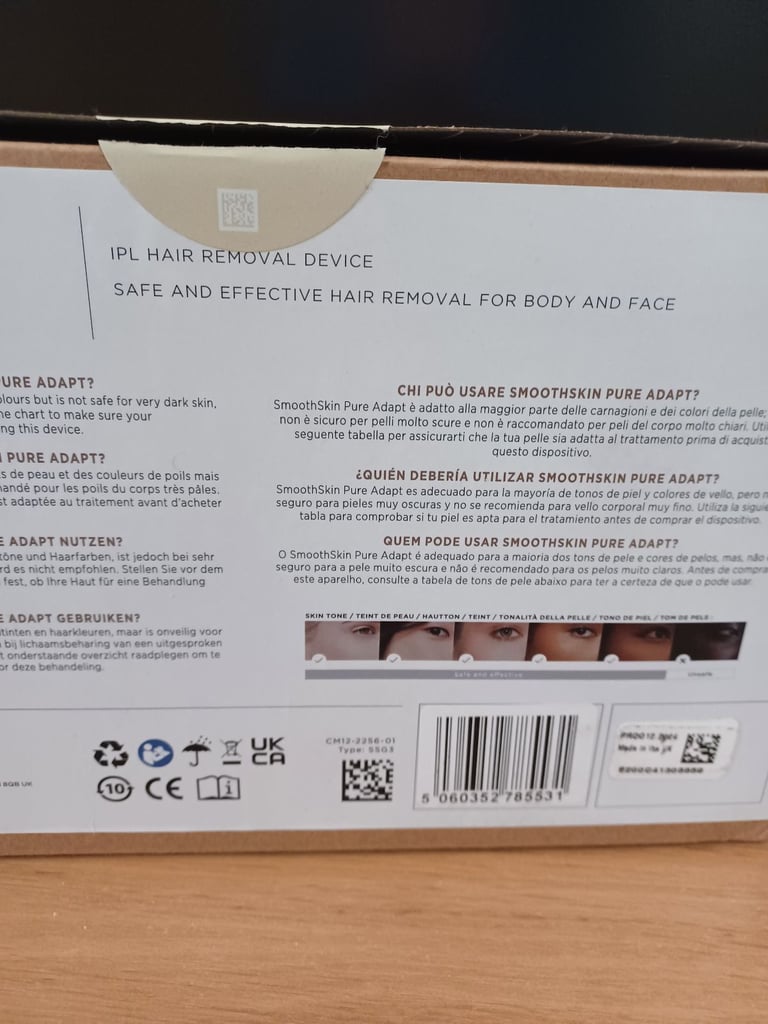 IPL HAIR REMOVAL DEVICE
SAFE AND EFFECTIVE HAIR REMOVAL FOR BODY AND FACE
URE ADAPT?
olours but is not safe for very dark skin,
he chart to make sure your
ng this device.
PURE ADAPT?
s de peau et des couleurs de poils mais
mandé pour les poils du corps très pâles.
st adaptée au traitement avant d'acheter
E ADAPT NUTZEN?
töne und Haarfarben, ist jedoch bei sehr
rd es nicht empfohlen. Stellen Sie vor dem
fest, ob Ihre Haut für eine Behandlung
E ADAPT GEBRUIKEN?
tinten en haarkleuren, maar is onveilig voor
bij lichaamsbeharing van een uitgesproken
t onderstaande overzicht raadplegen om te
or deze behandeling.
CHI PUÒ USARE SMOOTHSKIN PURE ADAPT?
SmoothSkin Pure Adapt è adatto alla maggior parte delle carnagioni e dei colori della pelle;
non è sicuro per pelli molto scure e non è raccomandato per peli del corpo molto chiari. Util
seguente tabella per assicurarti che la tua pelle sia adatta al trattamento prima di acquist
questo dispositivo.
¿QUIÉN DEBERÍA UTILIZAR SMOOTHSKIN PURE ADAPT?
SmoothSkin Pure Adapt es adecuado para la mayoría de tonos de piel y colores de vello, pero n
seguro para pieles muy oscuras y no se recomienda para vello corporal muy fino. Utiliza la siguie
tabla para comprobar si tu piel es apta para el tratamiento antes de comprar el dispositivo.
QUEM PODE USAR SMOOTHSKIN PURE ADAPT?
O SmoothSkin Pure Adapt é adequado para a maioria dos tons de pele e cores de pelos, mas, não
seguro para a pele muito escura e não é recomendado para os pelos muito claros. Antes de compra
este aparelho, consulte a tabela de tons de pele abaixo para ter a certeza de que o pode usar.
SKIN TONE / TEINT DE PEAU / HAUTTON / TEINT / TONALITÀ DELLA PELLE / TONO DE PIEL / TOM DE PELE
Safe and effective
Unsafe
8GB UK
UK
CA
10
CE
CM12-2256-01
Type: SSG3
5 060352 785531
Made in the UK